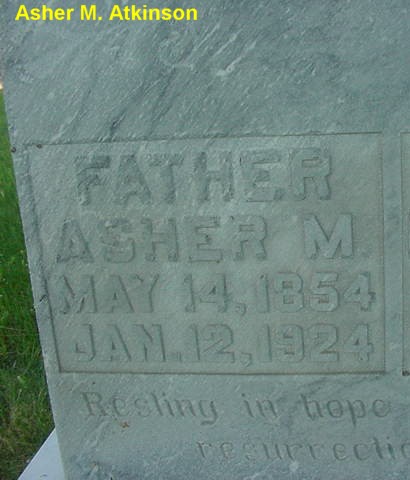 Asher M. Atkinson
FATHER
ASHER M.
MAY 14, 1854
JAN. 12, 1924
Resting in hope